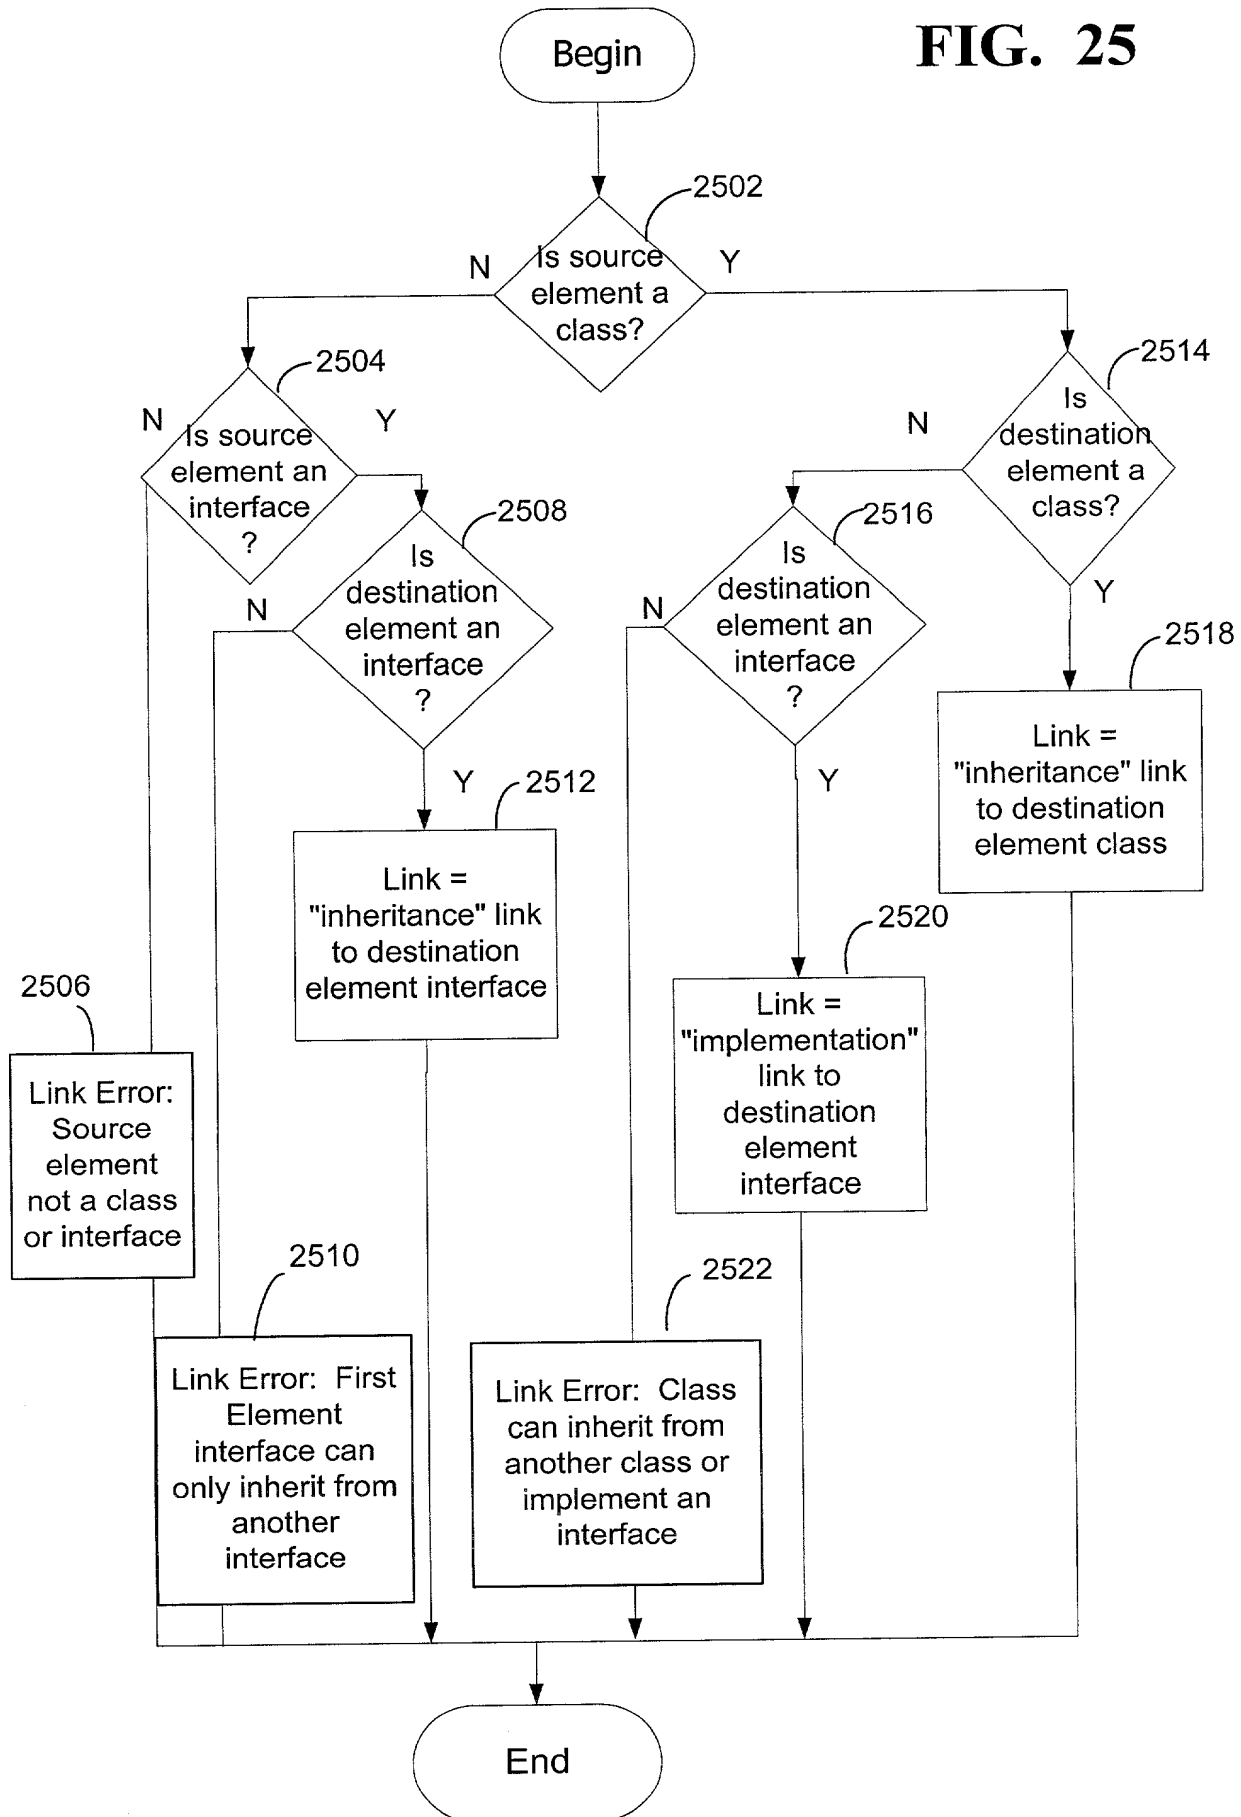 Begin
FIG. 25
2502
Is source
element a
class?
N
Y
2504
N
Y
Is source
element an
interface
?
2514
N
Is
destination
element a
class?
Y
2508
N
Is
destination
element an
interface
?
Y
2516
N
Is
destination
element an
interface
?
Y
2518
Link =
"inheritance" link
to destination
element class
2512
Link =
"inheritance" link
to destination
element interface
2520
Link =
"implementation"
link to
destination
element
interface
2506
Link Error:
Source
element
not a class
or interface
2510
Link Error: First
Element
interface can
only inherit from
another
interface
2522
Link Error: Class
can inherit from
another class or
implement an
interface
End